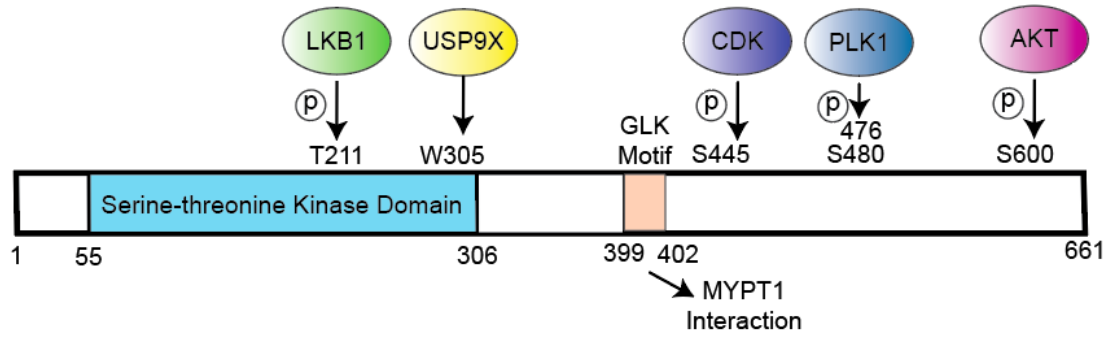 LKB1 USP9X CDK PLK1 AKT
p p p p
GLK
Motif
476
T211 W305 S445 S480 S600
Serine-threonine Kinase Domain
1 55 306 399 402 661
MYPT1
Interaction